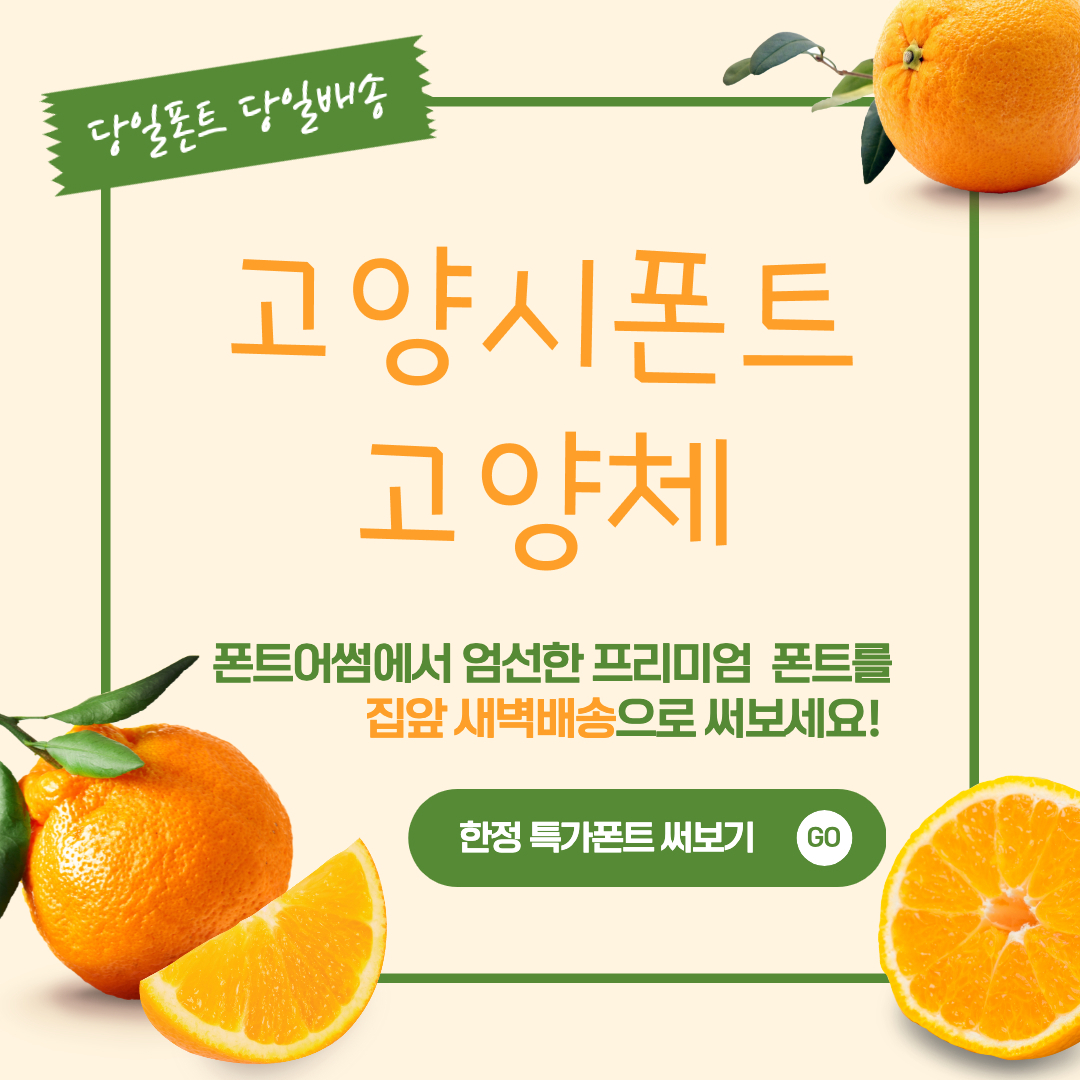 당일폰트 당일배송
고양시폰트
고양체
폰트어썸에서 엄선한 프리미엄 폰트를
집앞 새벽배송으로 써보세요!
한정 특가폰트 써보기 GO